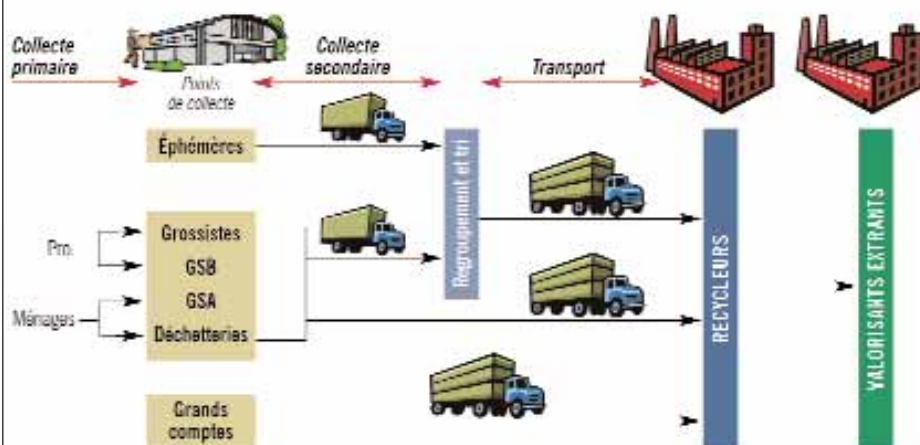 Collecte
primaire
Points
de collecte
Collecte
secondaire
Transport
Éphémères
Regroupement et tri
Pro.
Grossistes
GSB
GSA
Ménages
Déchetteries
Grands
comptes
RECYCLEURS
VALORISANTS EXTRANTS